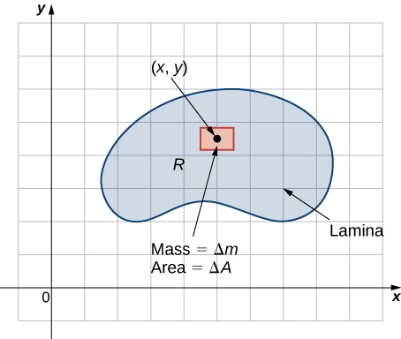 y
(x, y)
R
Lamina
Mass = Δm
Area = ΔA
0
x